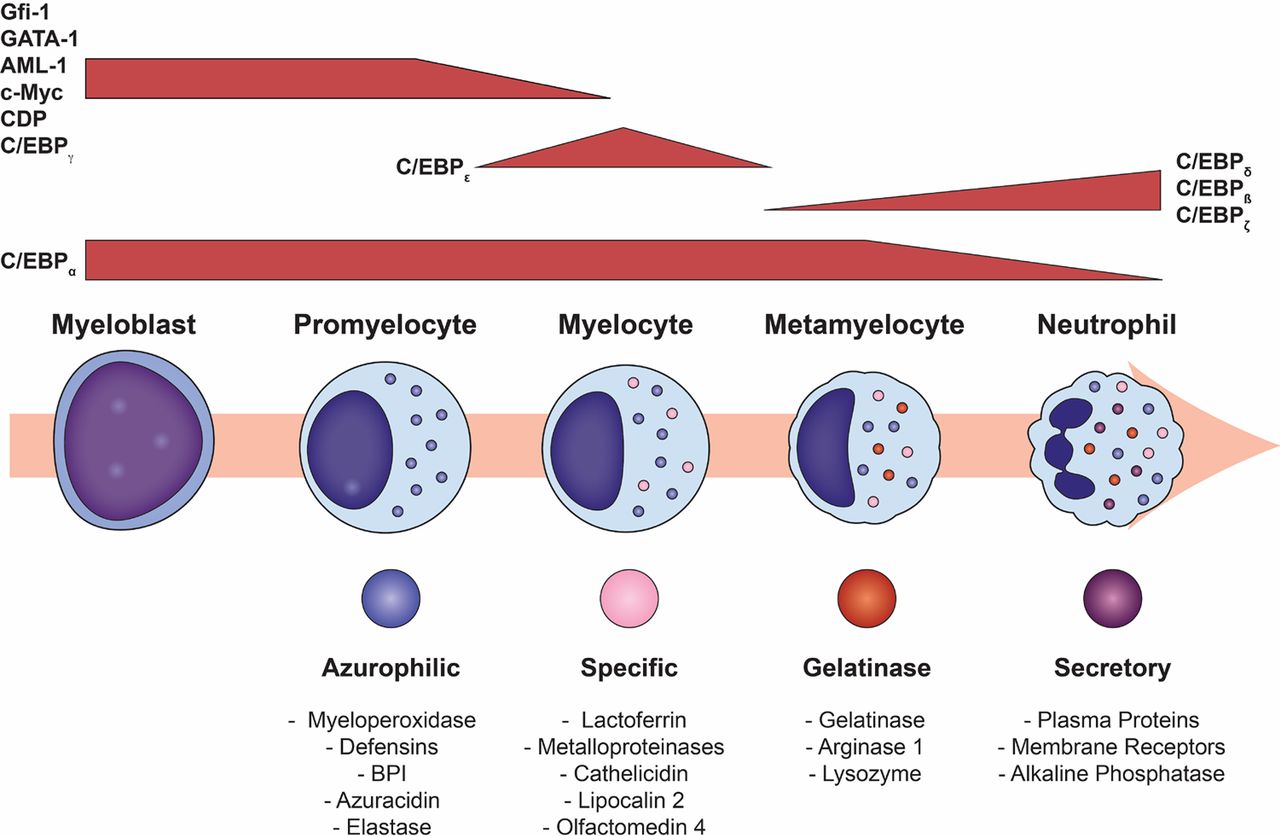 Gfi-1
GATA-1
AML-1
c-Myc
CDP
C/EBPγ
C/EBPε
C/EBPδ
C/EBPß
C/EBPζ
C/EBPα
Myeloblast Promyelocyte Myelocyte Metamyelocyte Neutrophil
Azurophilic
- Myeloperoxidase
- Defensins
- BPI
- Azuracidin
- Elastase
Specific
- Lactoferrin
- Metalloproteinases
- Cathelicidin
- Lipocalin 2
- Olfactomedin 4
Gelatinase
- Gelatinase
- Arginase 1
- Lysozyme
Secretory
- Plasma Proteins
- Membrane Receptors
- Alkaline Phosphatase